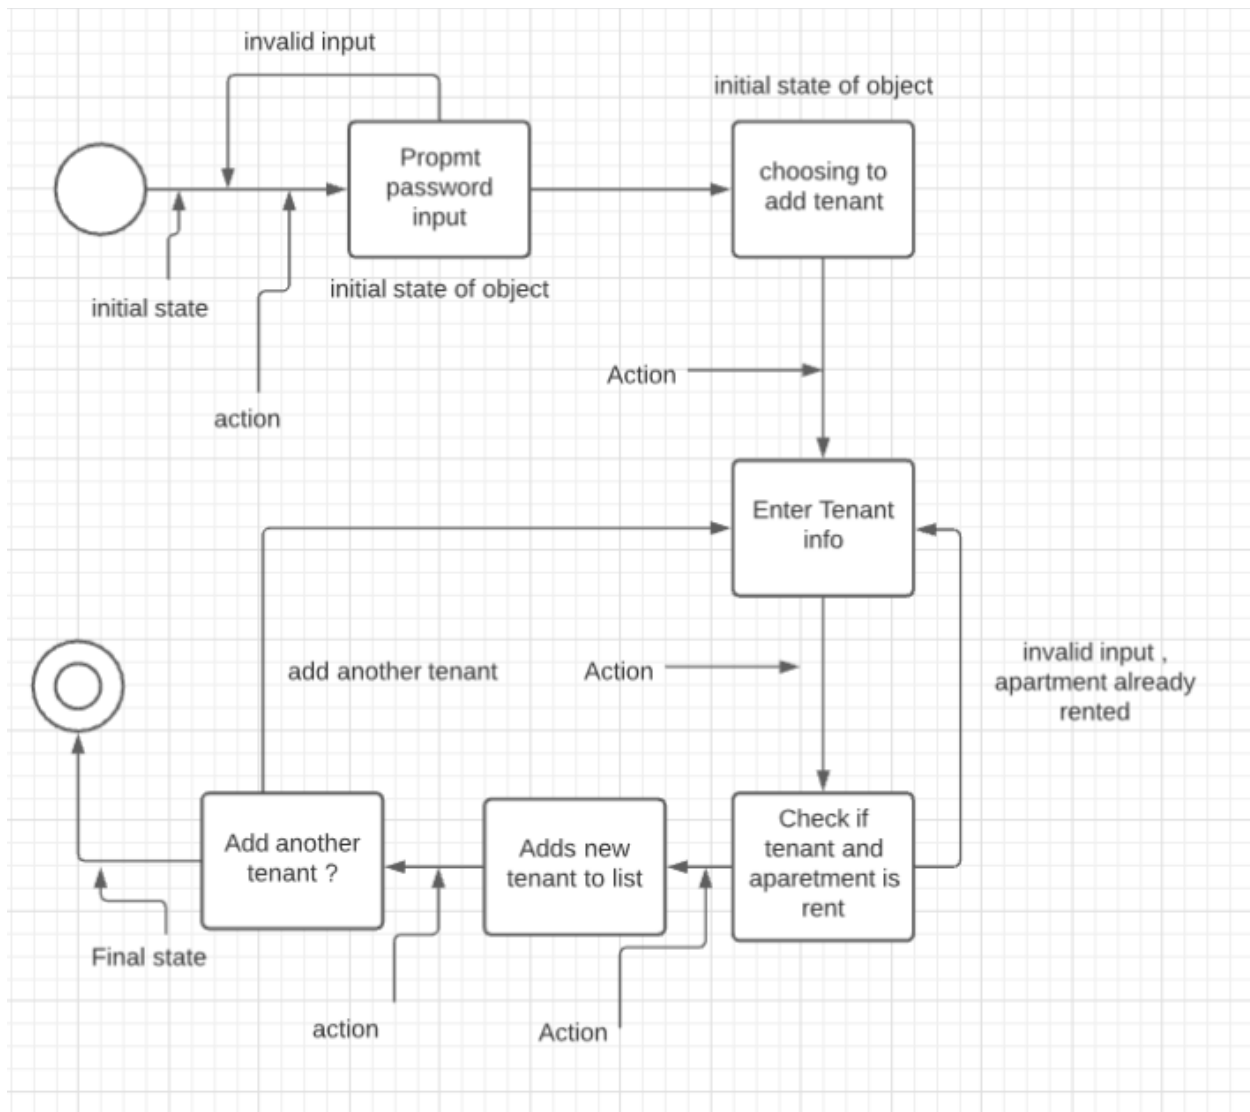 invalid input
initial state of object
Propmt
password
input
choosing to
add tenant
initial state
initial state of object
action
Action
Enter Tenant
info
add another tenant
Action
invalid input ,
apartment already
rented
Add another
tenant ?
Adds new
tenant to list
Check if
tenant and
aparetment is
rent
Final state
action
Action